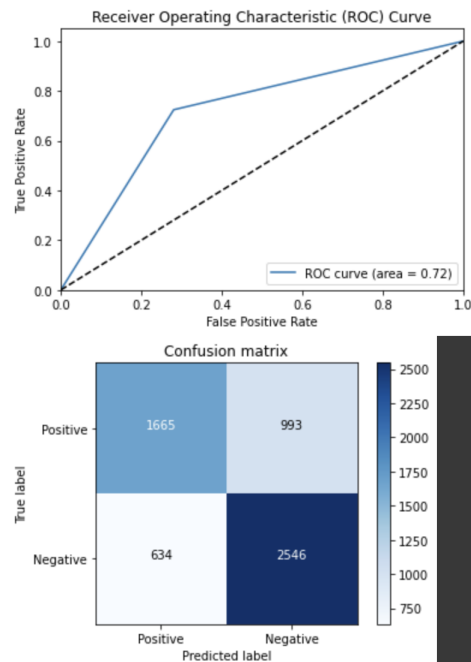 Receiver Operating Characteristic (ROC) Curve
1.0
0.8
0.6
0.4
0.2
0.0
True Positive Rate
ROC curve (area = 0.72)
0.0 0.2 0.4 0.6 0.8 1.0
False Positive Rate
Confusion matrix
Positive 1665 993
Negative 634 2546
True label
Positive Negative
Predicted label
2500
2250
2000
1750
1500
1250
1000
750